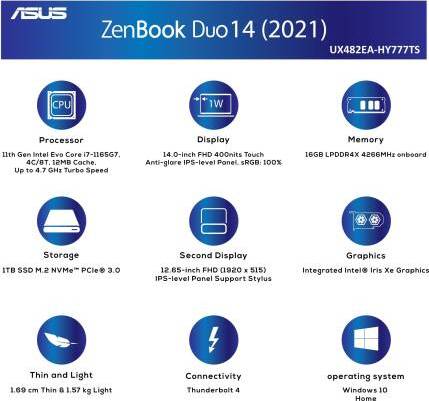 ASUS
ZenBook Duo 14 (2021)
UX482EA-HY777TS
CPU
1W
Processor
Display
Memory
11th Gen Intel Evo Core i7-1165G7,
4C/8T, 12MB Cache,
Up to 4.7 GHz Turbo Speed
14.0-inch FHD 400nits Touch
Anti-glare IPS-level Panel, sRGB: 100%
16GB LPDDR4X 4266MHz onboard
Storage
Second Display
Graphics
1TB SSD M.2 NVMe™ PCIe® 3.0
12.65-inch FHD (1920 x 515)
IPS-level Panel Support Stylus
Integrated Intel® Iris Xe Graphics
Thin and Light
Connectivity
operating system
1.69 cm Thin & 1.57 kg Light
Thunderbolt 4
Windows 10
Home